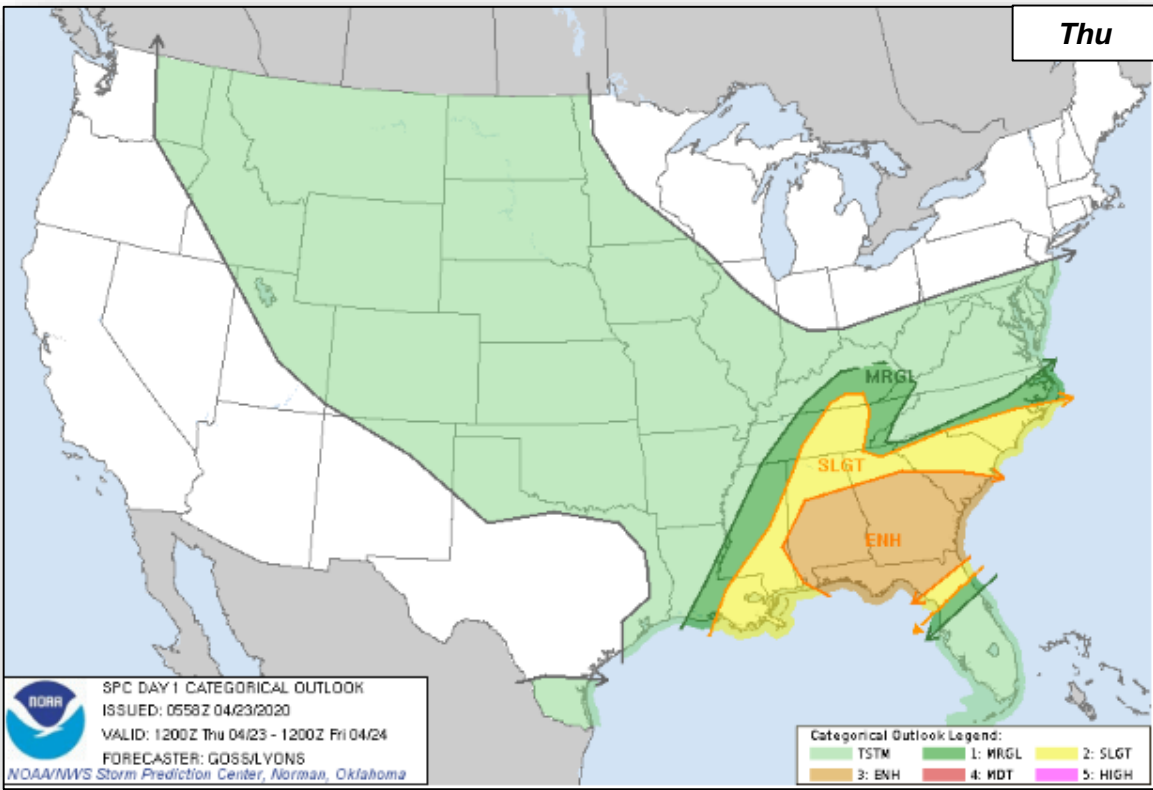 Thu
MRGL
SLGT
ENH
NOAA
SPC DAY 1 CATEGORICAL OUTLOOK
ISSUED: 0558Z 04/23/2020
VALID: 1200Z Thu 04/23 - 1200Z Fri 04/24
FORECASTER: GOSS/LYONS
NOAA/NWS Storm Prediction Center, Norman, Oklahoma
Categorical Outlook Legend:
TSTM 1: MRGL 2: SLGT
3: ENH 4: MDT 5: HIGH